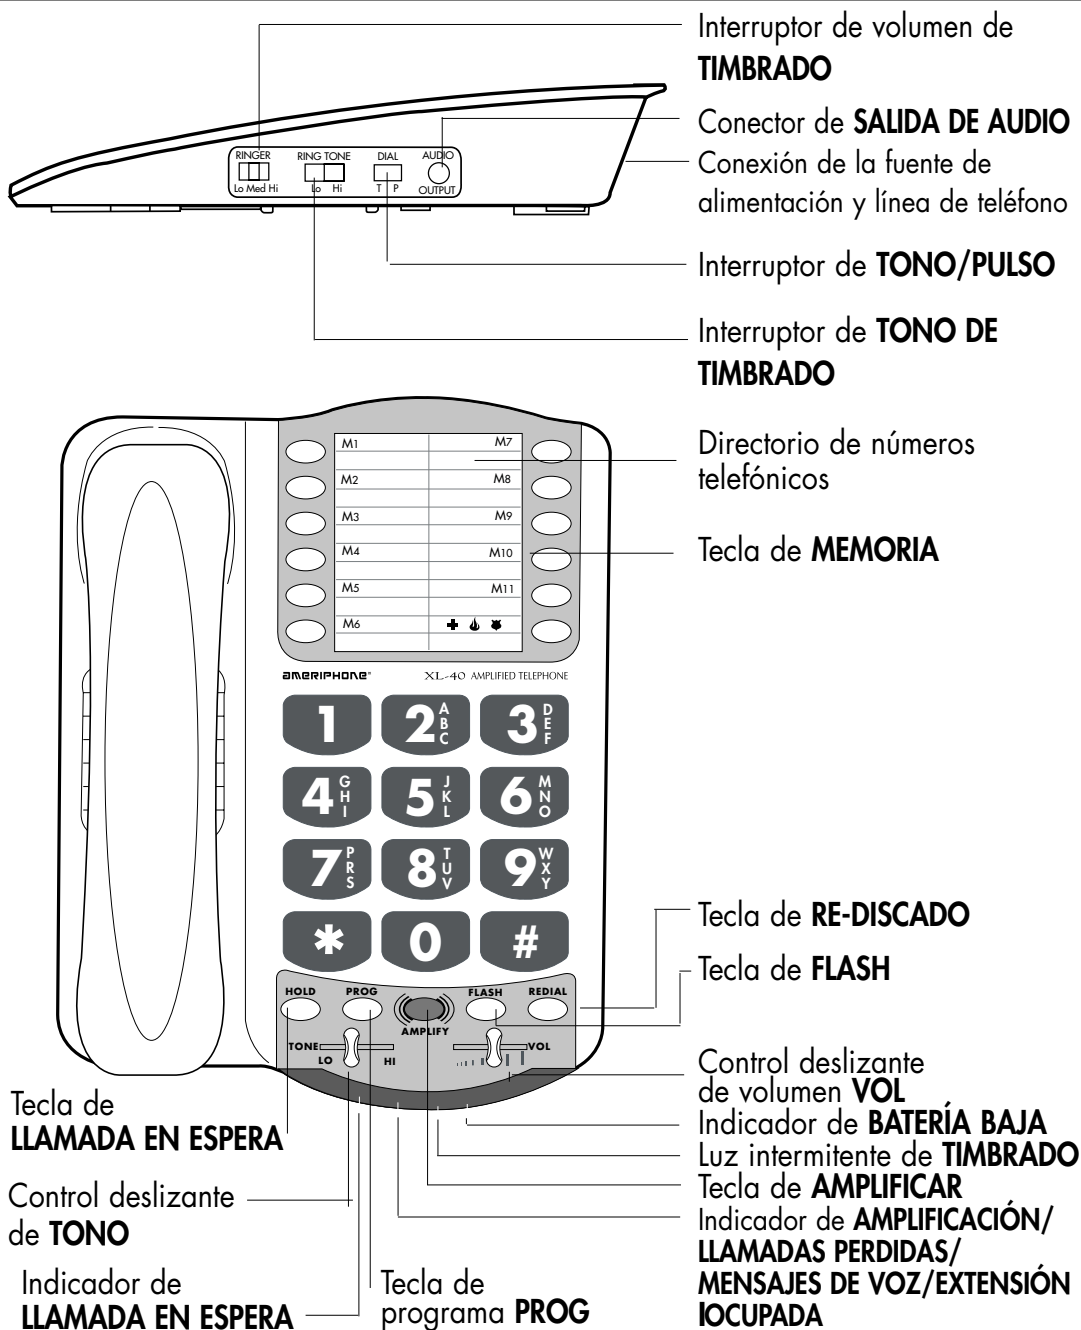 Interruptor de volumen de
TIMBRADO
Conector de SALIDA DE AUDIO
Conexión de la fuente de
alimentación y línea de teléfono
RINGER RING TONE DIAL AUDIO
Lo Med Hi Lo Hi T P OUTPUT
Interruptor de TONO/PULSO
Interruptor de TONO DE
TIMBRADO
Directorio de números
telefónicos
Tecla de MEMORIA
M1 M7
M2 M8
M3 M9
M4 M10
M5 M11
M6
AMERIPHONE® XL-40 AMPLIFIED TELEPHONE
1 2 ABC 3 DEF
4 GHI 5 JKL 6 MNO
7 PRS 8 TUV 9 WXY
* 0 #
Tecla de RE-DISCADO
Tecla de FLASH
HOLD PROG FLASH REDIAL
AMPLIFY
TONE VOL
LO HI
Control deslizante
de volumen VOL
Indicador de BATERÍA BAJA
Luz intermitente de TIMBRADO
Tecla de AMPLIFICAR
Indicador de AMPLIFICACIÓN/
LLAMADAS PERDIDAS/
MENSAJES DE VOZ/EXTENSIÓN
IOCUPADA
Tecla de
LLAMADA EN ESPERA
Control deslizante
de TONO
Indicador de
LLAMADA EN ESPERA
Tecla de
programa PROG